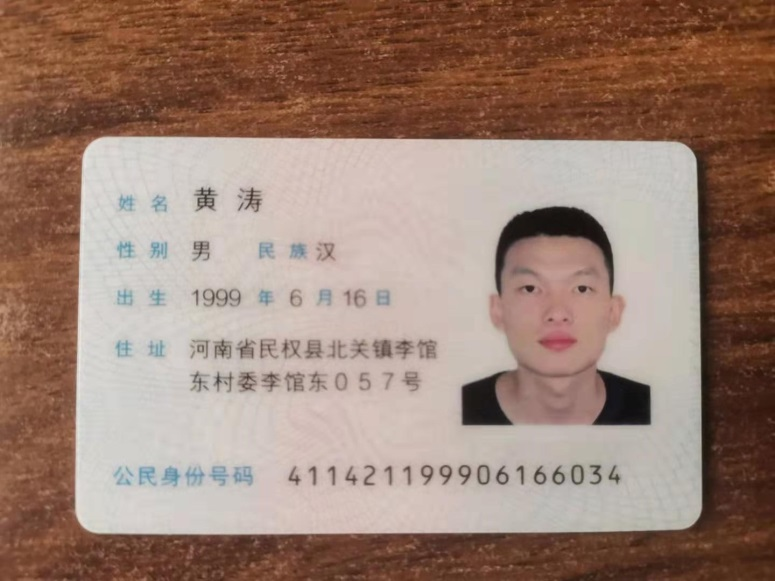 姓名 黄涛
性别 男 民族 汉
出生 1999 年 6 月 16 日
住址 河南省民权县北关镇李馆
东村委李馆东057号
公民身份号码 411421199906166034